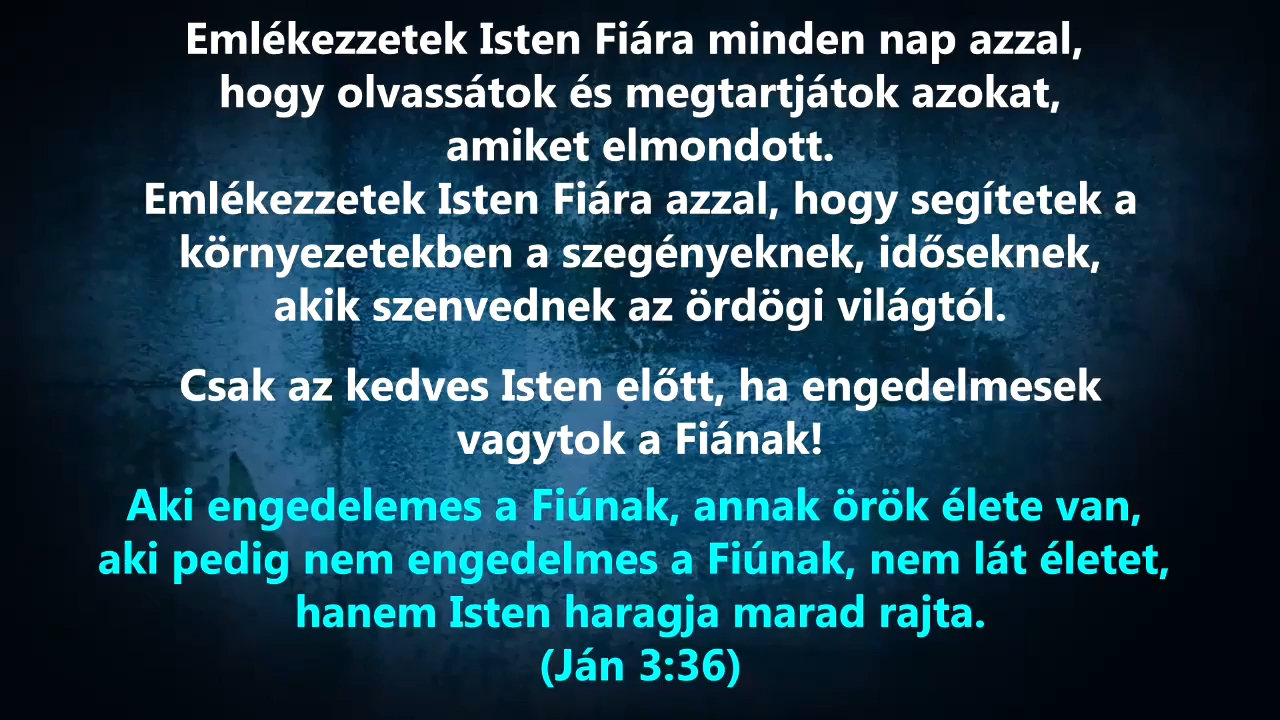 Emlékezzetek Isten Fiára minden nap azzal,
hogy olvassátok és megtartjátok azokat,
amiket elmondott.
Emlékezzetek Isten Fiára azzal, hogy segítetek a
környezetekben a szegényeknek, időseknek,
akik szenvednek az ördögi világtól.
Csak az kedves Isten előtt, ha engedelmesek
vagytok a Fiának!
Aki engedelemes a Fiúnak, annak örök élete van,
aki pedig nem engedelmes a Fiúnak, nem lát életet,
hanem Isten haragja marad rajta.
(Ján 3:36)